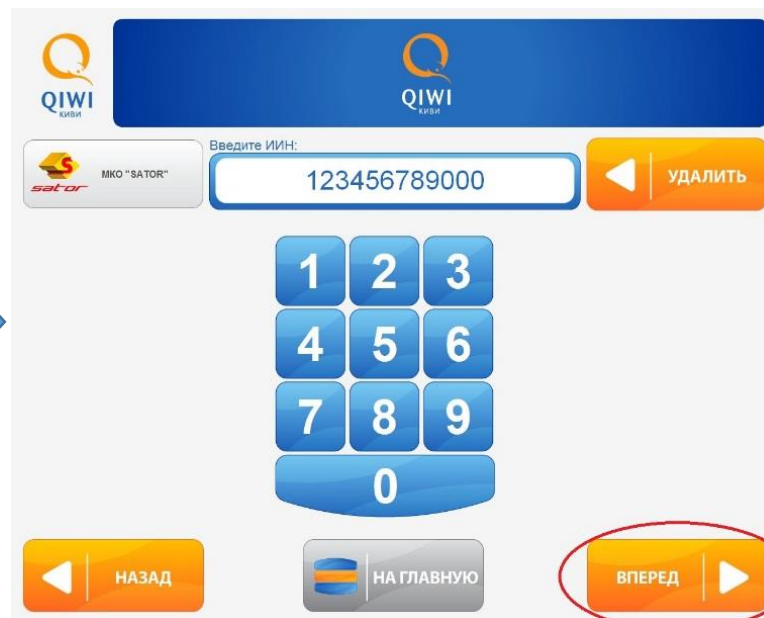 QIWI
КИВИ
QIWI
КИВИ
S
sator
МКО "SATOR"
Введите ИИН:
123456789000
УДАЛИТЬ
1 2 3
4 5 6
7 8 9
0
НАЗАД
НА ГЛАВНУЮ
ВПЕРЕД